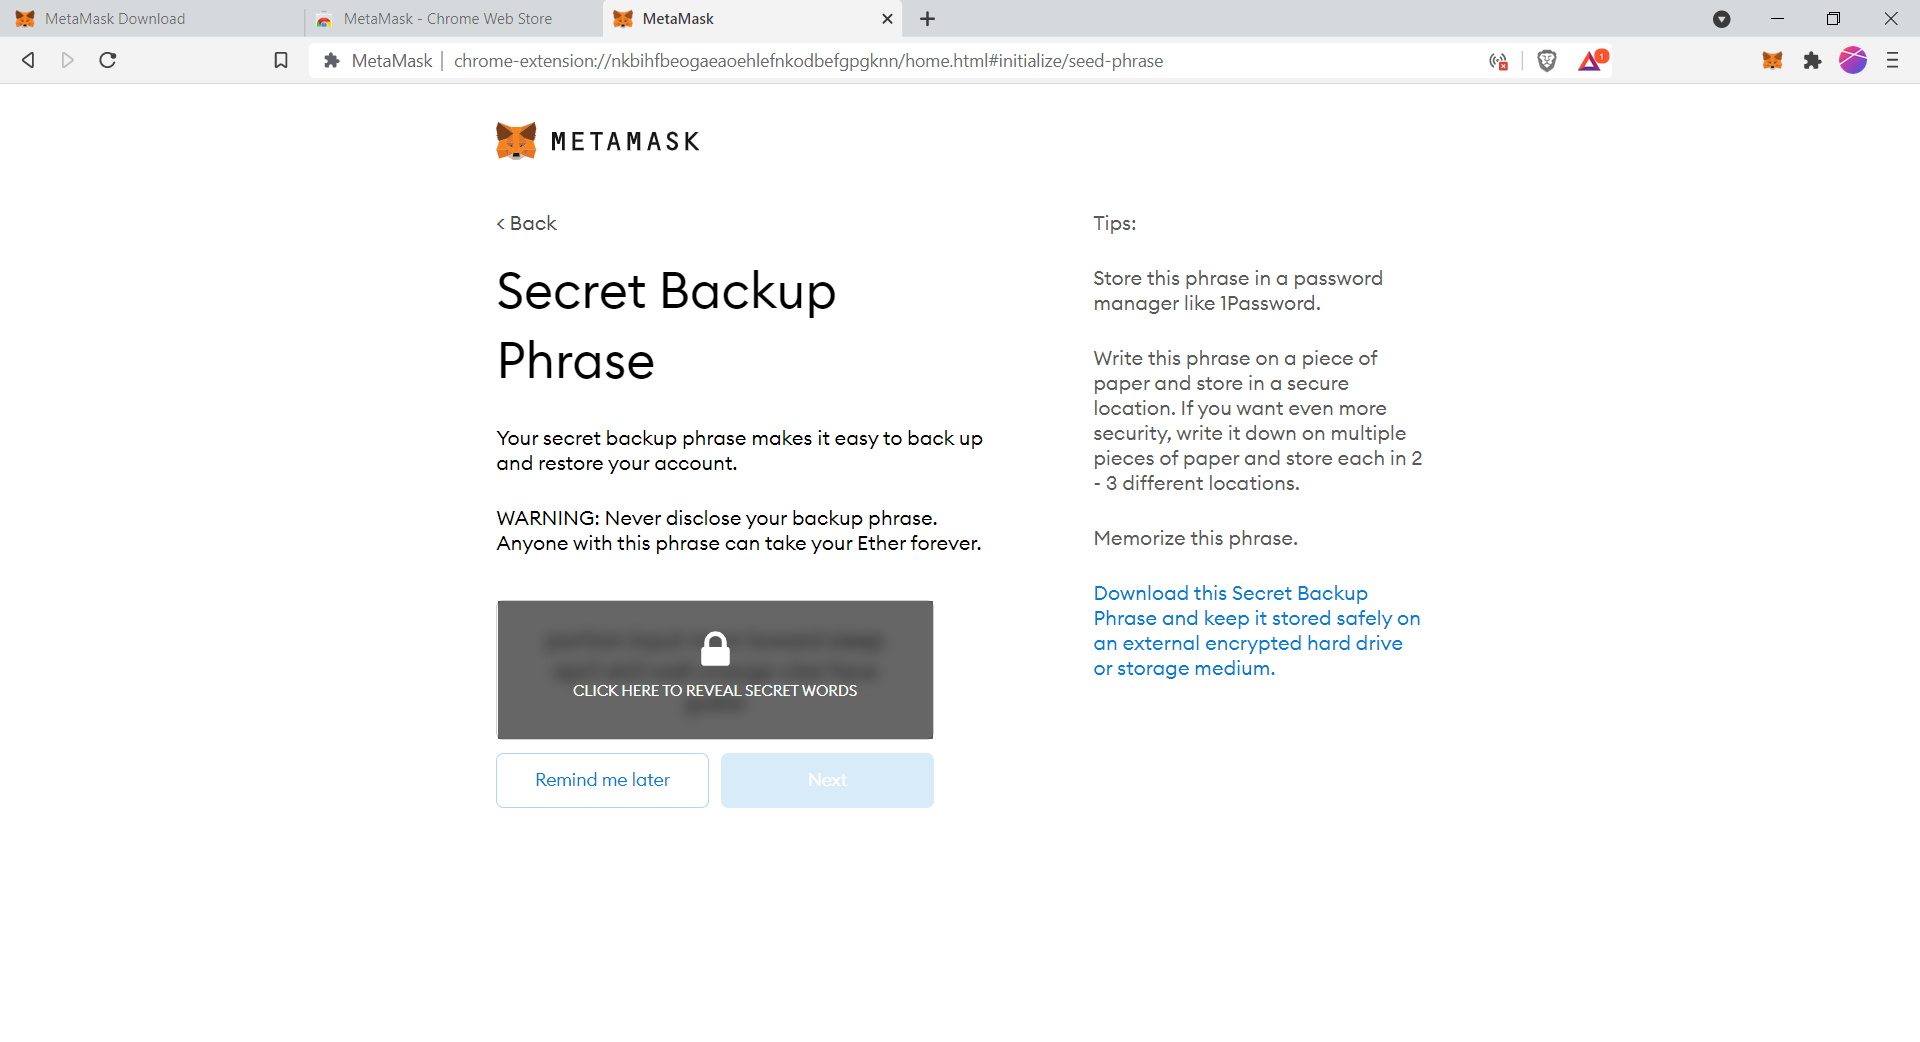 MetaMask Download
MetaMask - Chrome Web Store
MetaMask
MetaMask | chrome-extension://nkbihfbeogaeaoehlefnkodbefgpgknn/home.html#initialize/seed-phrase
1
METAMASK
< Back
Secret Backup
Phrase
Your secret backup phrase makes it easy to back up
and restore your account.
WARNING: Never disclose your backup phrase.
Anyone with this phrase can take your Ether forever.
CLICK HERE TO REVEAL SECRET WORDS
Remind me later
Next
Tips:
Store this phrase in a password
manager like 1Password.
Write this phrase on a piece of
paper and store in a secure
location. If you want even more
security, write it down on multiple
pieces of paper and store each in 2
- 3 different locations.
Memorize this phrase.
Download this Secret Backup
Phrase and keep it stored safely on
an external encrypted hard drive
or storage medium.